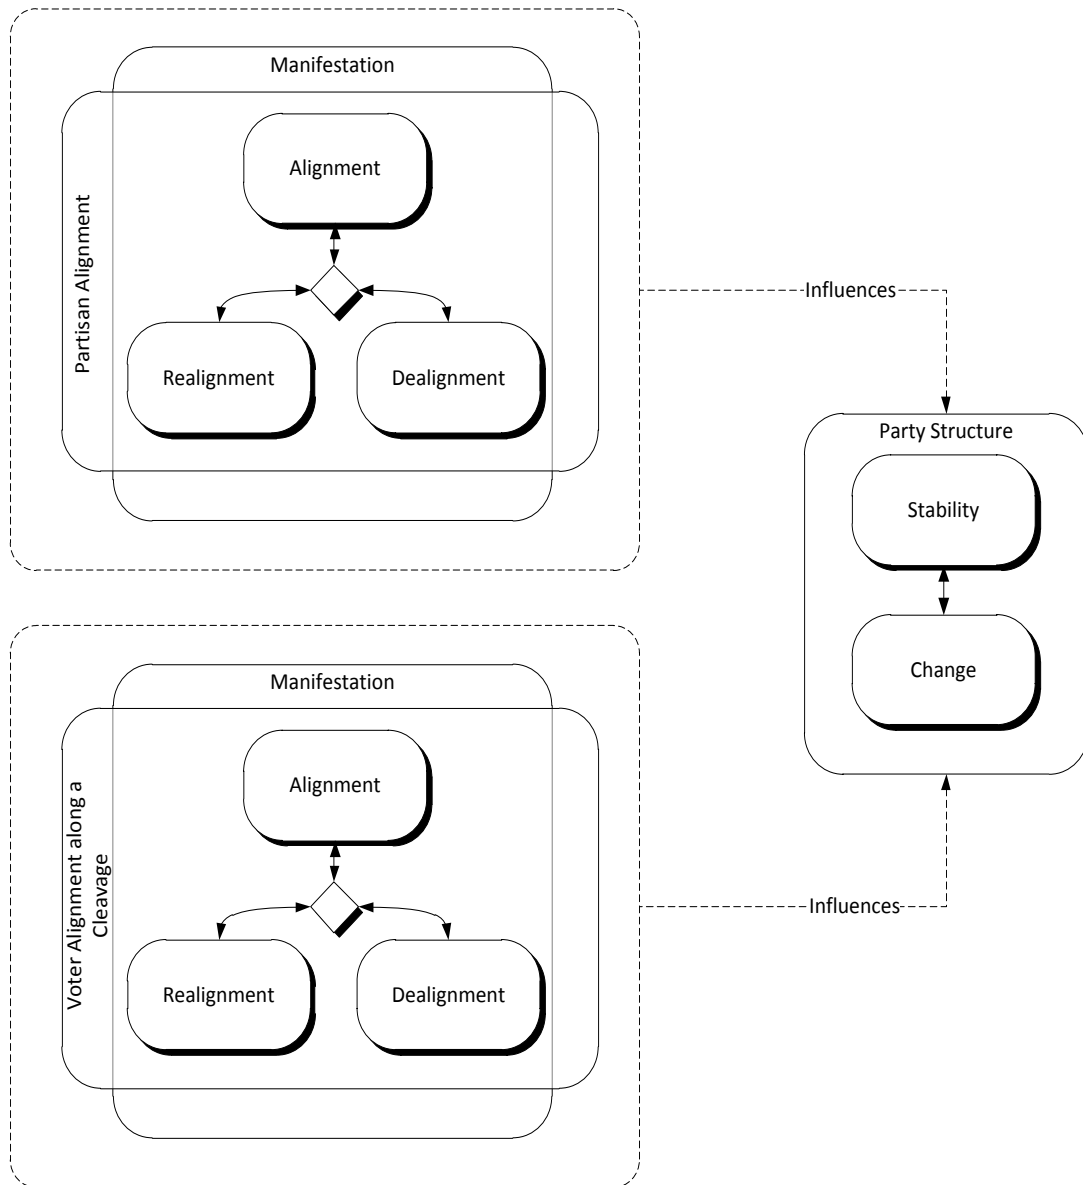 Manifestation
Partisan Alignment
Alignment
Realignment
Dealignment
Influences
Party Structure
Stability
Change
Manifestation
Voter Alignment along a
Cleavage
Alignment
Realignment
Dealignment
Influences